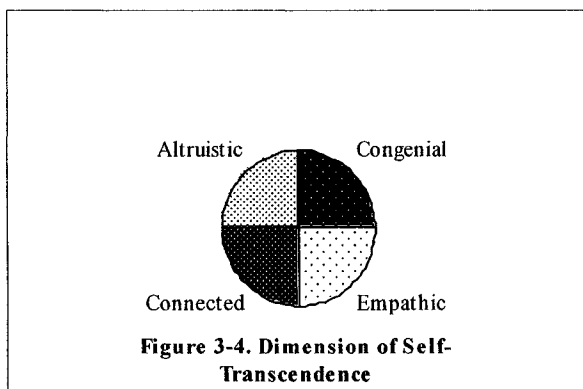 Altruistic Congenial
Connected Empathic
Figure 3-4. Dimension of Self-
Transcendence